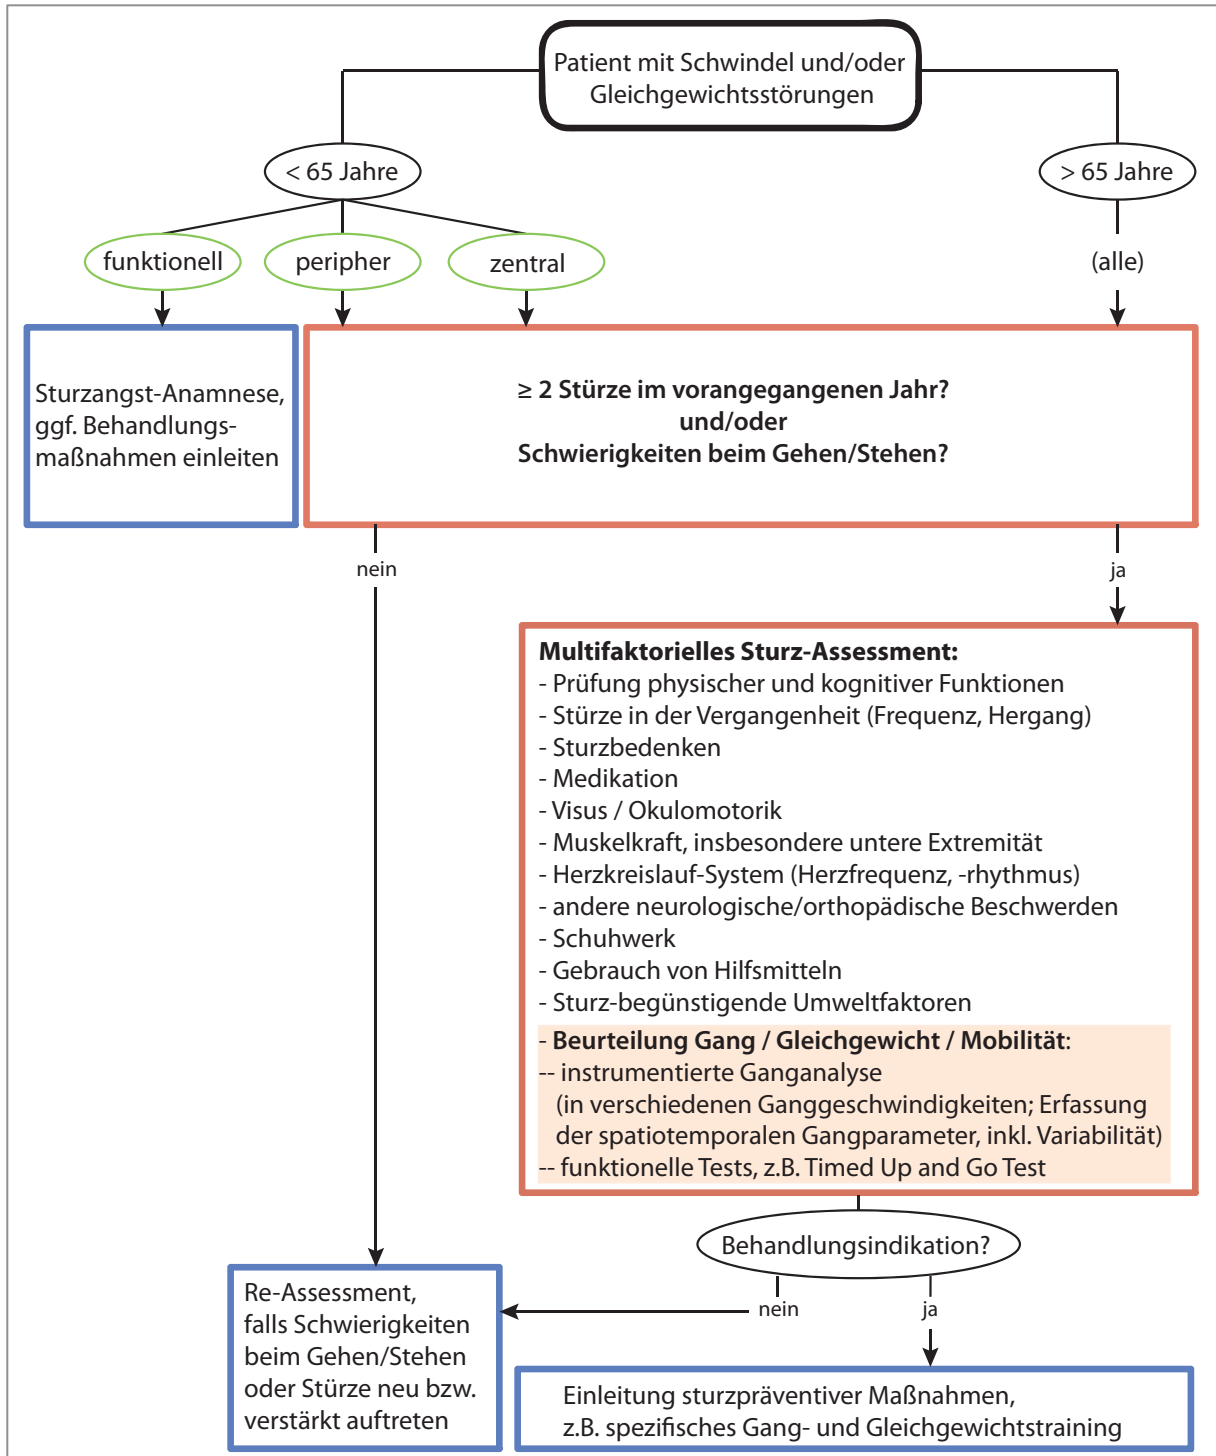 Patient mit Schwindel und/oder
Gleichgewichtsstörungen
< 65 Jahre
> 65 Jahre
funktionell
peripher
zentral
(alle)
Sturzangst-Anamnese,
ggf. Behandlungs-
maßnahmen einleiten
≥ 2 Stürze im vorangegangenen Jahr?
und/oder
Schwierigkeiten beim Gehen/Stehen?
nein
ja
Multifaktorielles Sturz-Assessment:
- Prüfung physischer und kognitiver Funktionen
- Stürze in der Vergangenheit (Frequenz, Hergang)
- Sturzbedenken
- Medikation
- Visus / Okulomotorik
- Muskelkraft, insbesondere untere Extremität
- Herzkreislauf-System (Herzfrequenz, -rhythmus)
- andere neurologische/orthopädische Beschwerden
- Schuhwerk
- Gebrauch von Hilfsmitteln
- Sturz-begünstigende Umweltfaktoren
- Beurteilung Gang / Gleichgewicht / Mobilität:
-- instrumentierte Ganganalyse
(in verschiedenen Ganggeschwindigkeiten; Erfassung
der spatiotemporalen Gangparameter, inkl. Variabilität)
-- funktionelle Tests, z.B. Timed Up and Go Test
Behandlungsindikation?
nein
ja
Re-Assessment,
falls Schwierigkeiten
beim Gehen/Stehen
oder Stürze neu bzw.
verstärkt auftreten
Einleitung sturzpräventiver Maßnahmen,
z.B. spezifisches Gang- und Gleichgewichtstraining